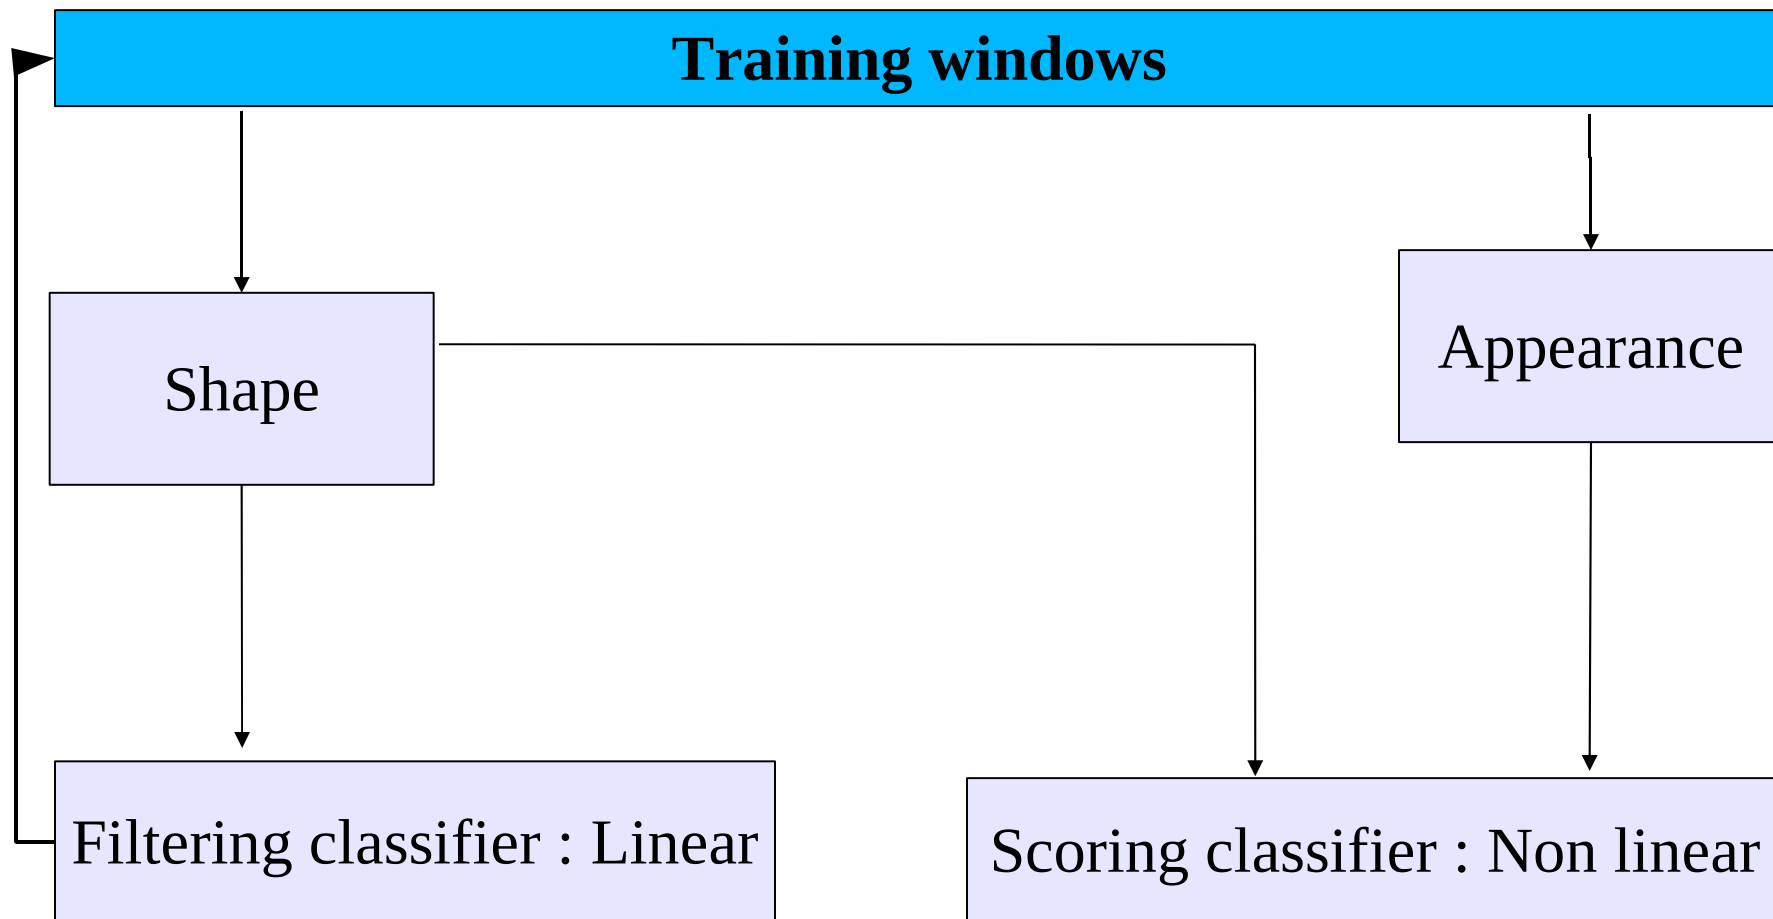 Training windows
Appearance
Shape
Filtering classifier : Linear
Scoring classifier : Non linear